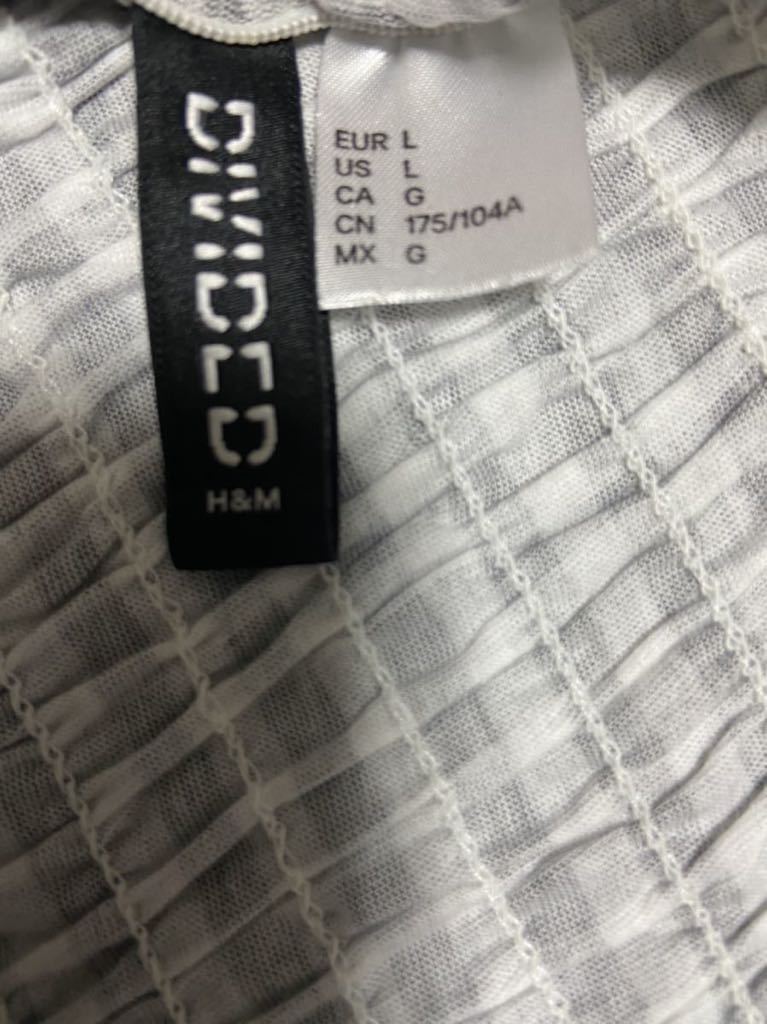 DIVIDED
H&M
EUR L
US L
CA G
CN 175/104A
MX G